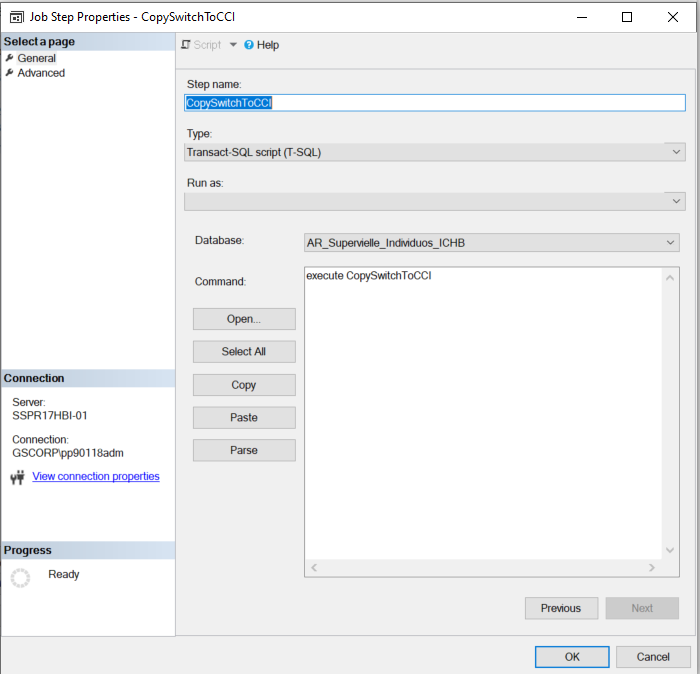 Job Step Properties - CopySwitchToCCI
Select a page
General
Advanced
Script
Help
Step name:
CopySwitchToCCI
Type:
Transact-SQL script (T-SQL)
Run as:
Database:
AR_Supervielle_Individuos_ICHB
Command:
execute CopySwitchToCCI
Open...
Select All
Copy
Paste
Parse
Connection
Server:
SSPR17HBI-01
Connection:
GSCORP\pp90118adm
View connection properties
Progress
Ready
Previous
Next
OK
Cancel